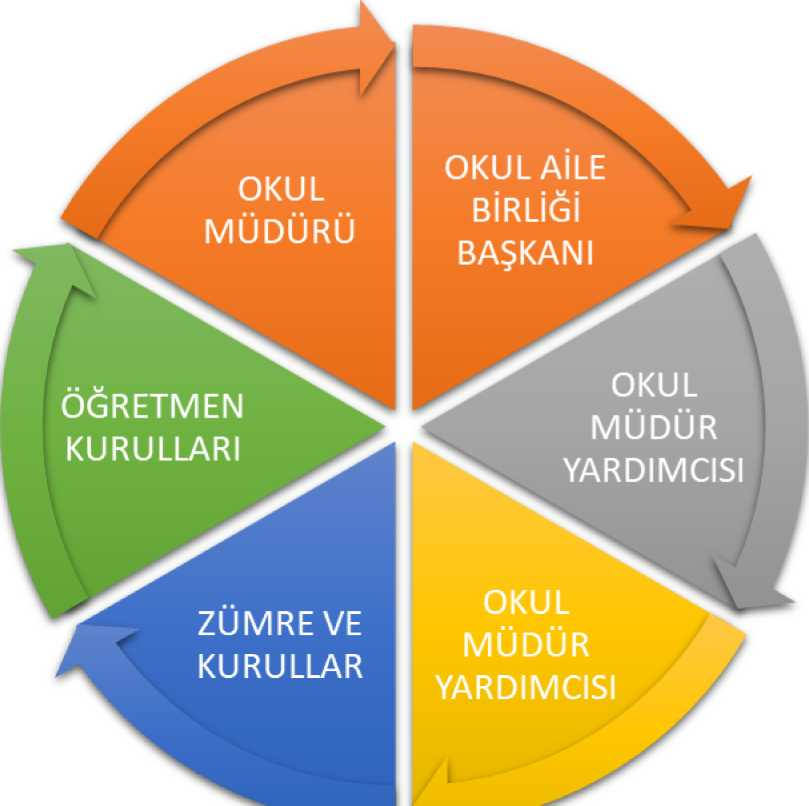 OKUL
MÜDÜRÜ
OKUL AİLE
BİRLİĞİ
BAŞKANI
OKUL
MÜDÜR
YARDIMCISI
OKUL
MÜDÜR
YARDIMCISI
ZÜMRE VE
KURULLAR
ÖĞRETMEN
KURULLARI